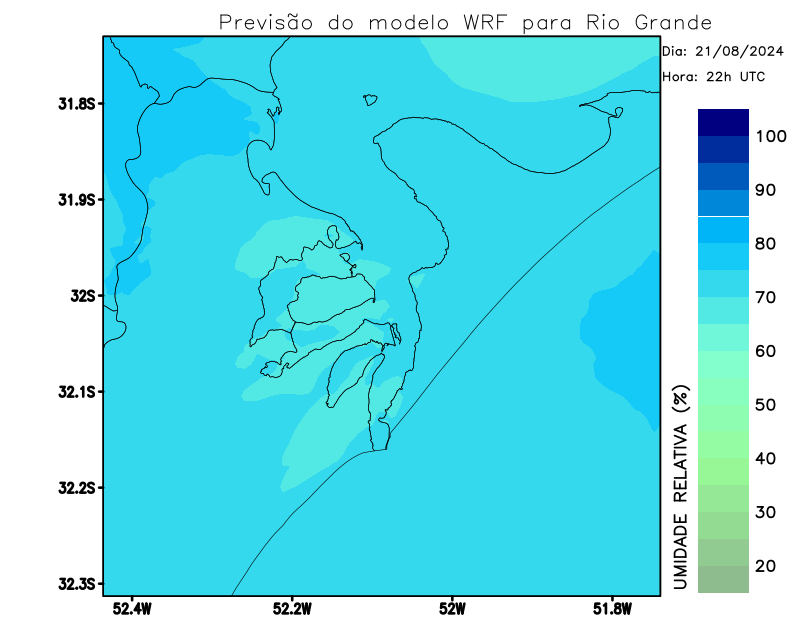 Previsão do modelo WRF para Rio Grande
Dia: 21/08/2024
Hora: 22h UTC
31.8S
31.9S
32S
32.1S
32.2S
32.3S
52.4W
52.2W
52W
51.8W
100
90
80
70
60
50
40
30
20
UMIDADE RELATIVA (%)